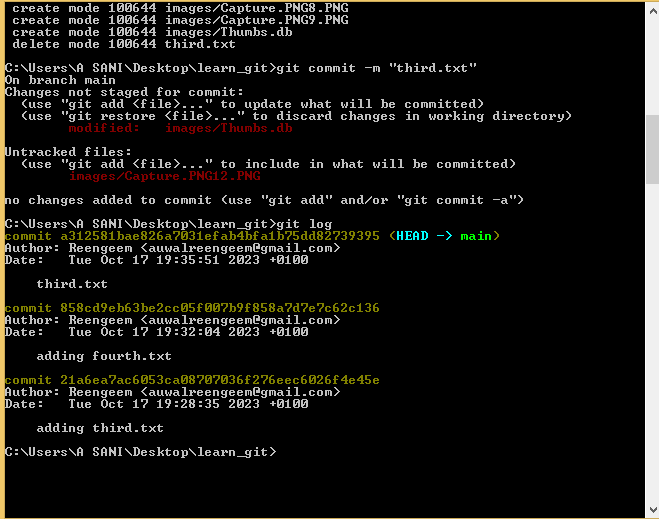 create mode 100644 images/Capture.PNG8.PNG
create mode 100644 images/Capture.PNG9.PNG
create mode 100644 images/Thumbs.db
delete mode 100644 third.txt
C:\Users\A SANI\Desktop\learn_git>git commit -m "third.txt"
On branch main
Changes not staged for commit:
(use "git add <file>..." to update what will be committed)
(use "git restore <file>..." to discard changes in working directory)
modified:   images/Thumbs.db
Untracked files:
(use "git add <file>..." to include in what will be committed)
images/Capture.PNG12.PNG
no changes added to commit (use "git add" and/or "git commit -a")
C:\Users\A SANI\Desktop\learn_git>git log
commit a312581bae826a7031efab4bfa1b75dd82739395 (HEAD -> main)
Author: Reengeem <auwalreengeem@gmail.com>
Date:   Tue Oct 17 19:35:51 2023 +0100
third.txt
commit 858cd9eb63be2cc05f007b9f858a7d7e7c62c136
Author: Reengeem <auwalreengeem@gmail.com>
Date:   Tue Oct 17 19:32:04 2023 +0100
adding fourth.txt
commit 21a6ea7ac6053ca08707036f276eec6026f4e45e
Author: Reengeem <auwalreengeem@gmail.com>
Date:   Tue Oct 17 19:28:35 2023 +0100
adding third.txt
C:\Users\A SANI\Desktop\learn_git>